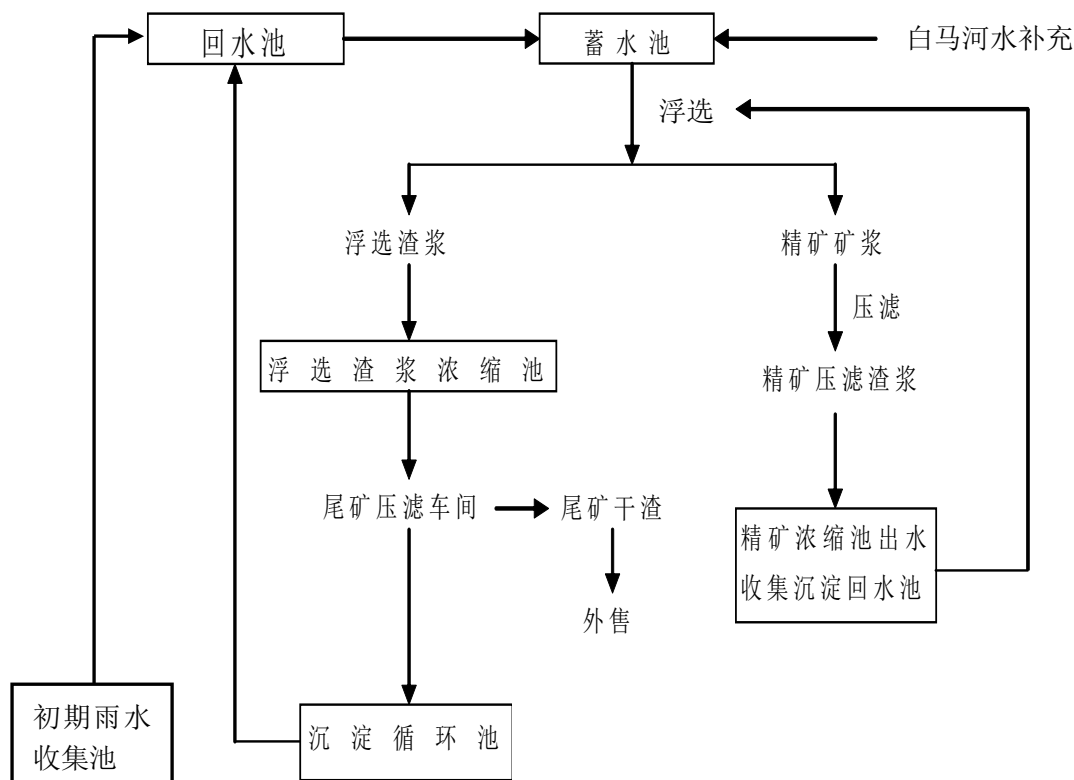 回水池
蓄水池
白马河水补充
浮选
浮选渣浆
精矿矿浆
压滤
浮选渣浆浓缩池
精矿压滤渣浆
尾矿压滤车间
尾矿干渣
精矿浓缩池出水
收集沉淀回水池
外售
初期雨水
收集池
沉淀循环池